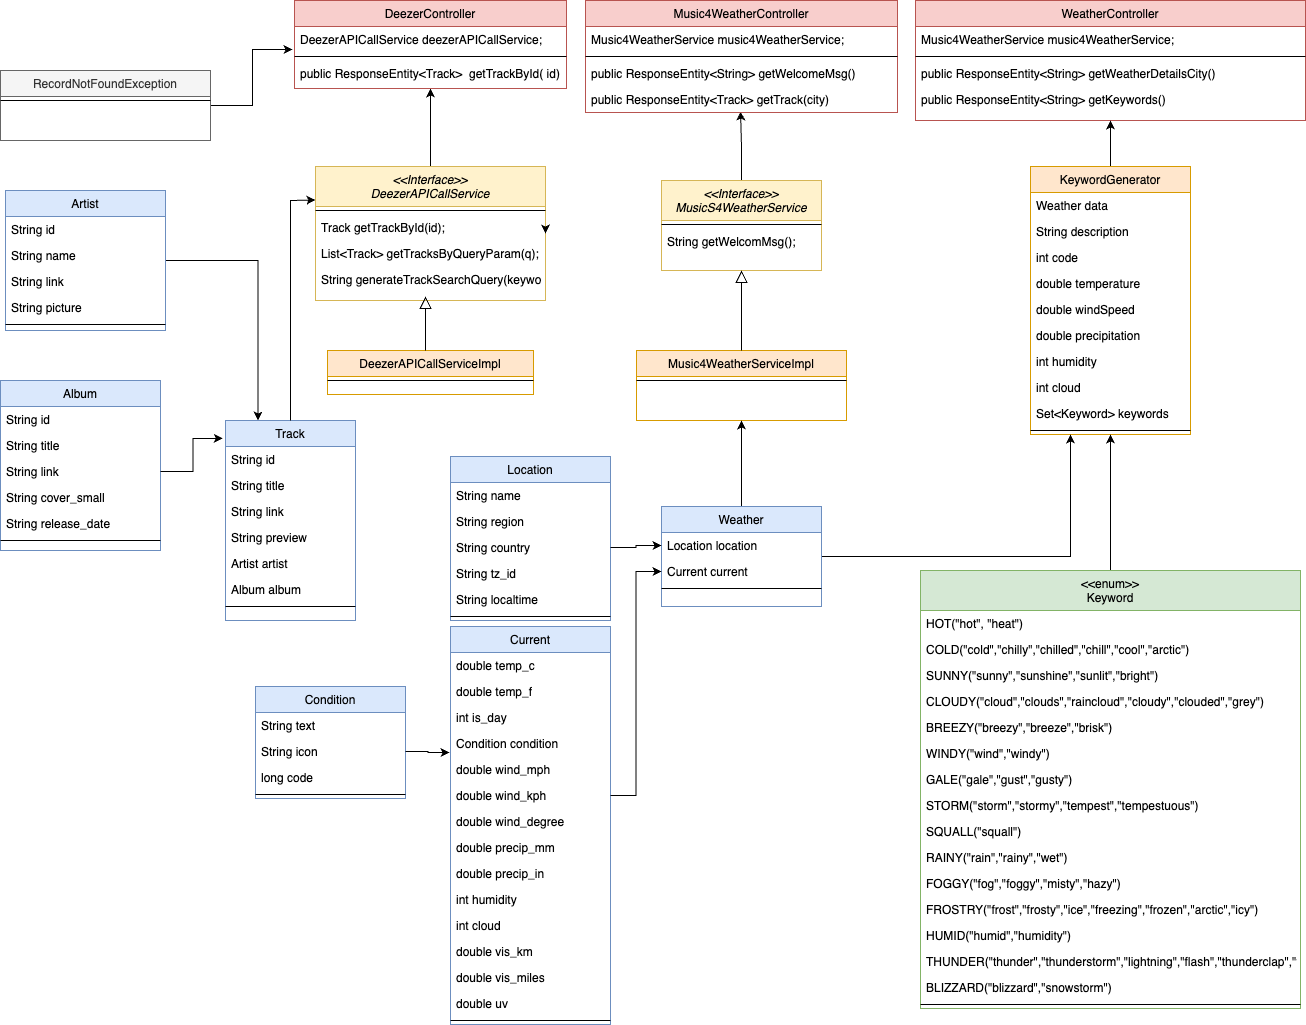 DeezerController
DeezerAPICallService deezerAPICallService;
public ResponseEntity<Track>  getTrackById( id)
Music4WeatherController
Music4WeatherService music4WeatherService;
public ResponseEntity<String> getWelcomeMsg()
public ResponseEntity<Track> getTrack(city)
WeatherController
Music4WeatherService music4WeatherService;
public ResponseEntity<String> getWeatherDetailsCity()
public ResponseEntity<String> getKeywords()
RecordNotFoundException
<<Interface>>
DeezerAPICallService
Track getTrackById(id);
List<Track> getTracksByQueryParam(q);
String generateTrackSearchQuery(keywo
<<Interface>>
MusicS4WeatherService
String getWelcomMsg();
KeywordGenerator
Weather data
String description
int code
double temperature
double windSpeed
double precipitation
int humidity
int cloud
Set<Keyword> keywords
Artist
String id
String name
String link
String picture
DeezerAPICallServiceImpl
Music4WeatherServiceImpl
Album
String id
String title
String link
String cover_small
String release_date
Track
String id
String title
String link
String preview
Artist artist
Album album
Location
String name
String region
String country
String tz_id
String localtime
Weather
Location location
Current current
Condition
String text
String icon
long code
Current
double temp_c
double temp_f
int is_day
Condition condition
double wind_mph
double wind_kph
double wind_degree
double precip_mm
double precip_in
int humidity
int cloud
double vis_km
double vis_miles
double uv
<<enum>>
Keyword
HOT("hot", "heat")
COLD("cold","chilly","chilled","chill","cool","arctic")
SUNNY("sunny","sunshine","sunlit","bright")
CLOUDY("cloud","clouds","raincloud","cloudy","clouded","grey")
BREEZY("breezy","breeze","brisk")
WINDY("wind","windy")
GALE("gale","gust","gusty")
STORM("storm","stormy","tempest","tempestuous")
SQUALL("squall")
RAINY("rain","rainy","wet")
FOGGY("fog","foggy","misty","hazy")
FROSTRY("frost","frosty","ice","freezing","frozen","arctic","icy")
HUMID("humid","humidity")
THUNDER("thunder","thunderstorm","lightning","flash","thunderclap","
BLIZZARD("blizzard","snowstorm")